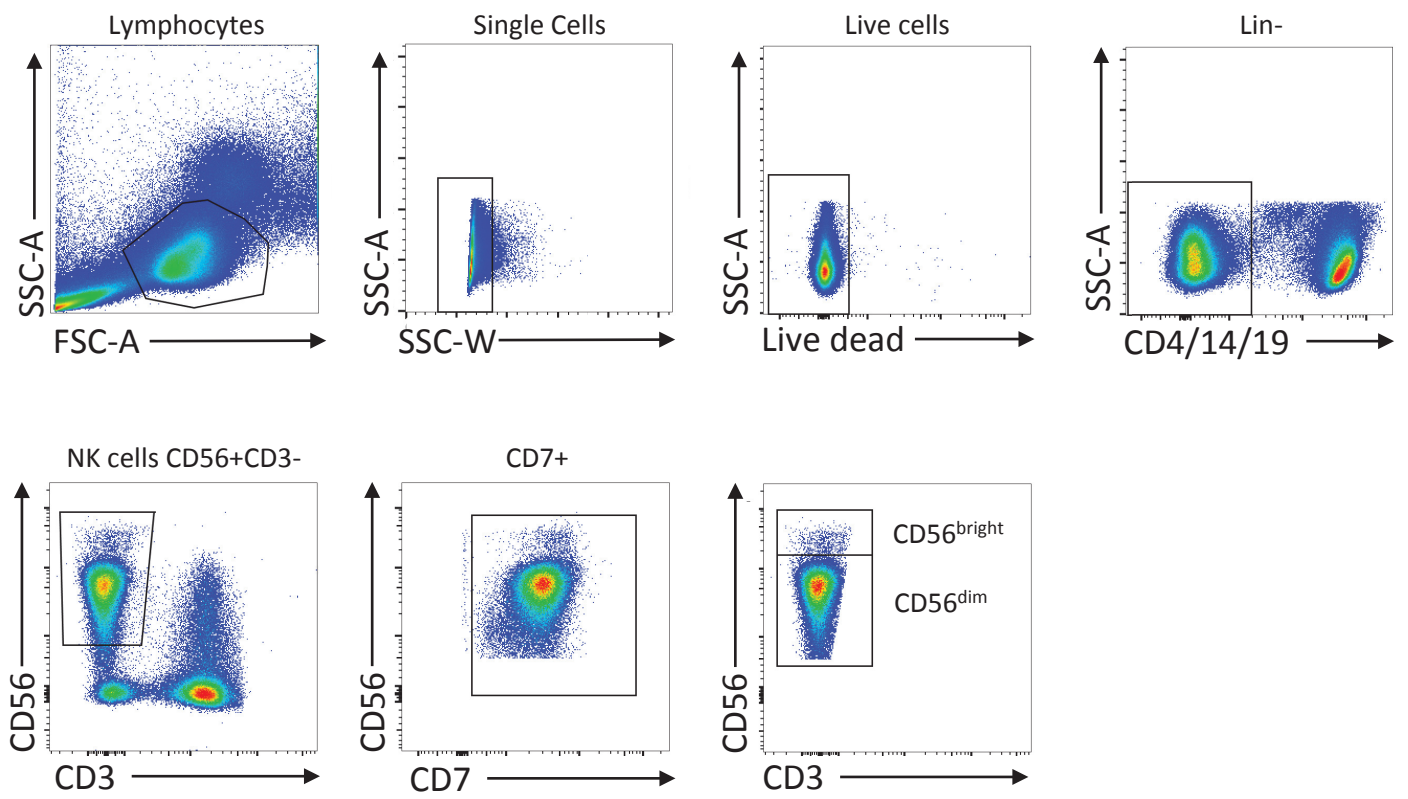 Lymphocytes
Single Cells
Live cells
Lin-
SSC-A
FSC-A
SSC-A
SSC-W
SSC-A
Live dead
SSC-A
CD4/14/19
NK cells CD56+CD3-
CD7+
CD56
CD3
CD56
CD7
CD56
CD3
CD56bright
CD56dim